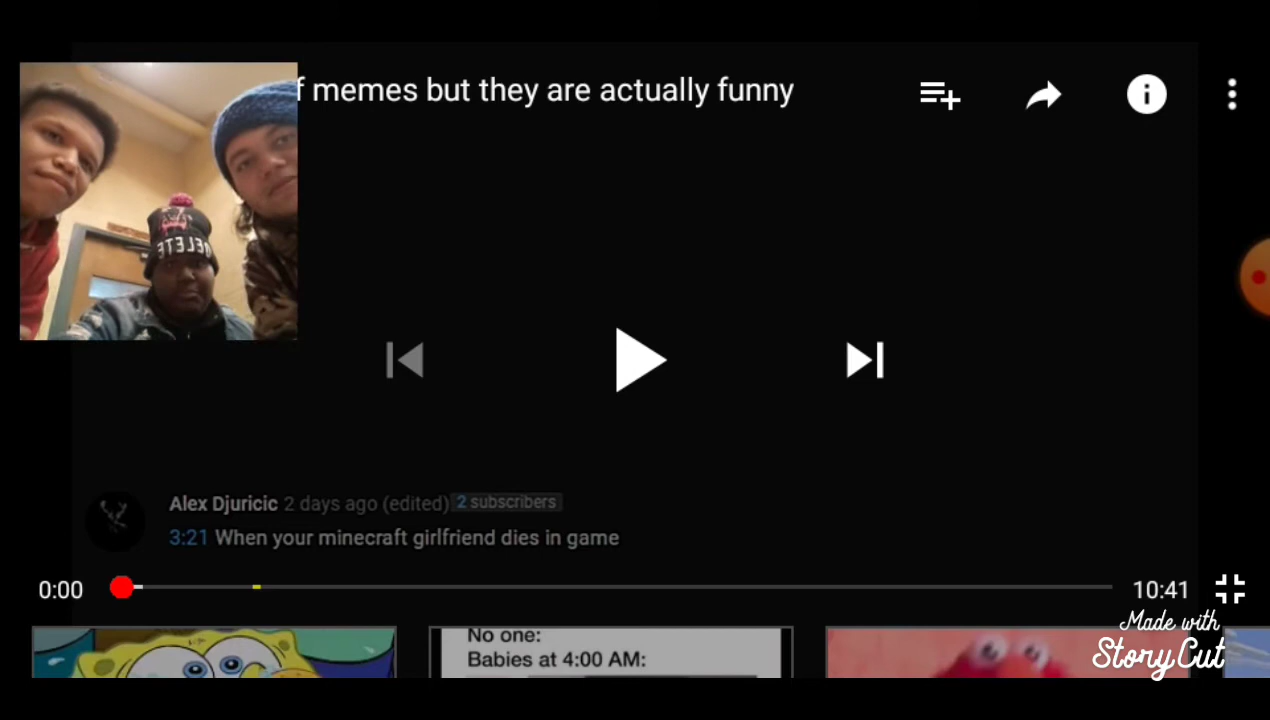 f memes but they are actually funny
DELETE
Alex Djuricic 2 days ago (edited) 2 subscribers
3:21 When your minecraft girlfriend dies in game
0:00
10:41
Made with
StoryCut
No one:
Babies at 4:00 AM: